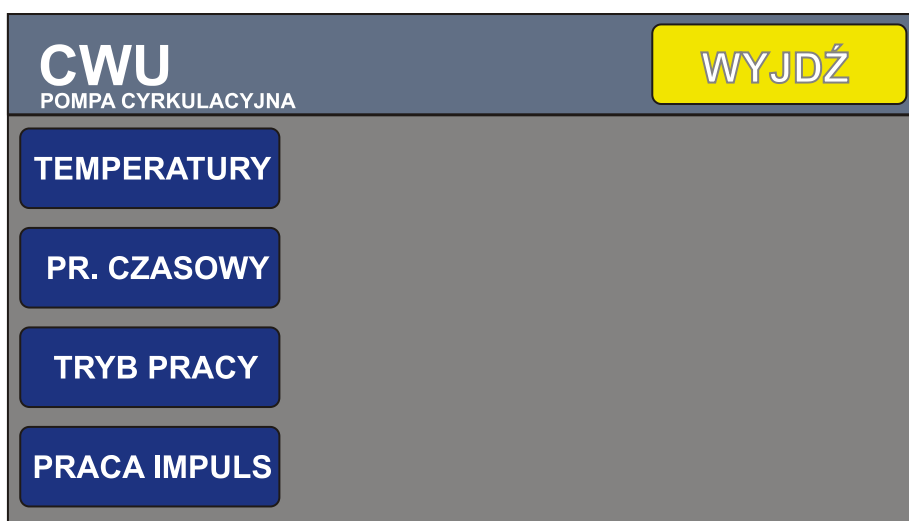 CWU
POMPA CYRKULACYJNA
WYJDŹ
TEMPERATURY
PR. CZASOWY
TRYB PRACY
PRACA IMPULS